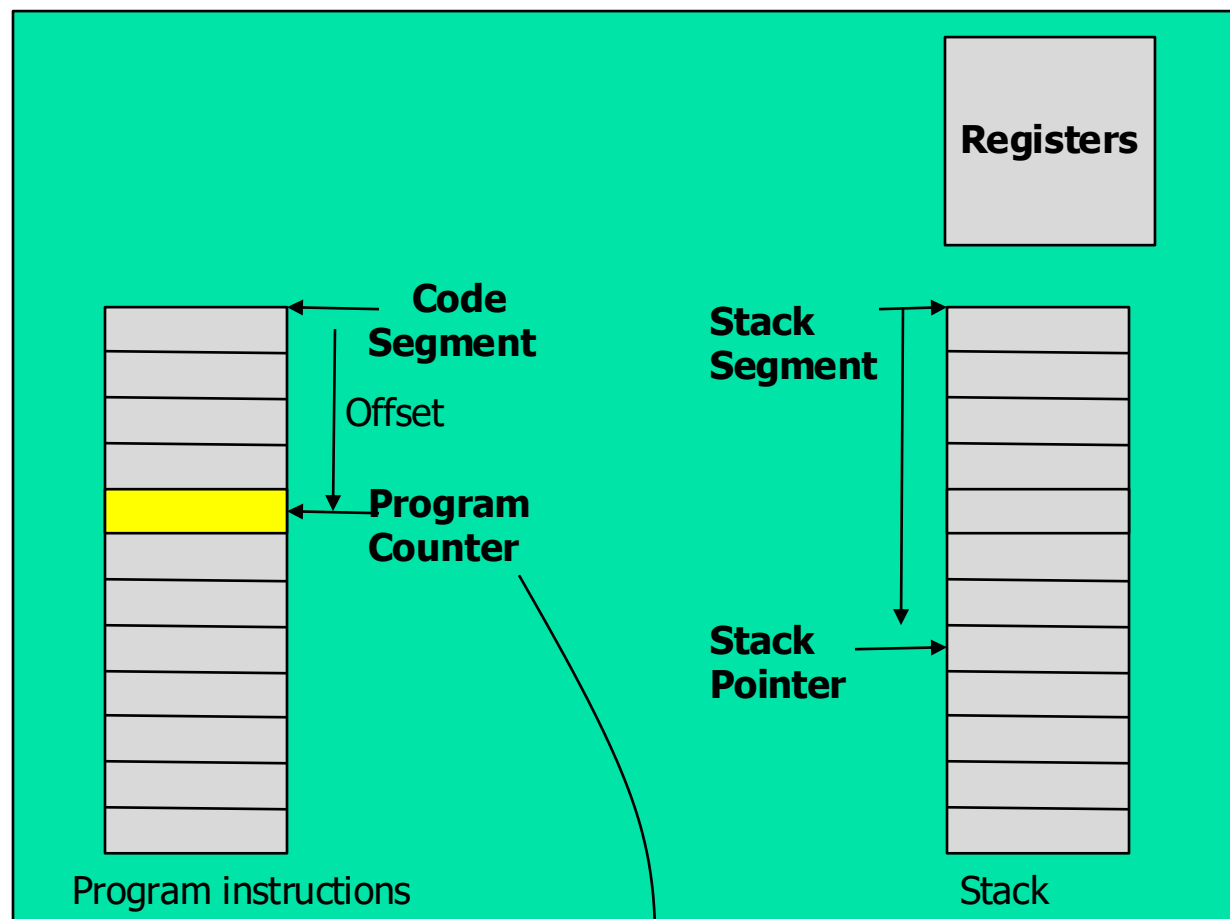 Registers
Code
Segment
Stack
Segment
Offset
Program
Counter
Stack
Pointer
Program instructions
Stack